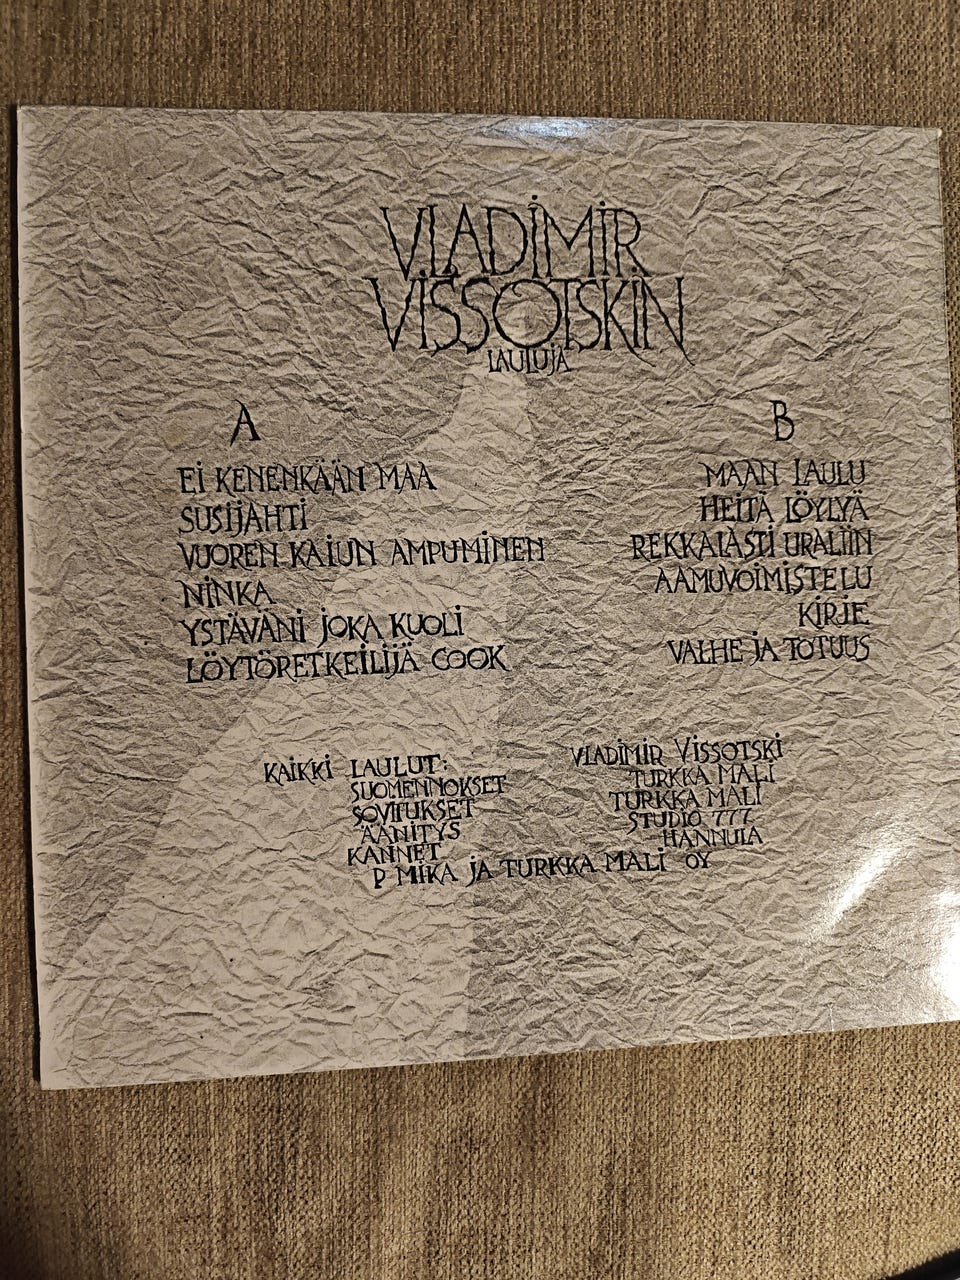 VLADIMIR
VISSOTSKIN
LAULUJA
A
EI KENENKÄÄN MAA
SUSIJAHTI
VUOREN KAIUN AMPUMINEN
NINKA
YSTÄVÄNI JOKA KUOLI
LÖYTÖRETKEILIJÄ COOK
B
MAAN LAULU
HEITÄ LÖYLYÄ
REKKALASTI URALIIN
AAMUVOIMISTELU
KIRJE
VALHE JA TOTUUS
KAIKKI LAULUT: VLADIMIR VISSOTSKI
SUOMENNOKSET TURKKA MALI
SOVITUKSET TURKKA MALI
ÄÄNITYS STUDIO 777
KANNET HANNULA
P MIKA JA TURKKA MALI OY